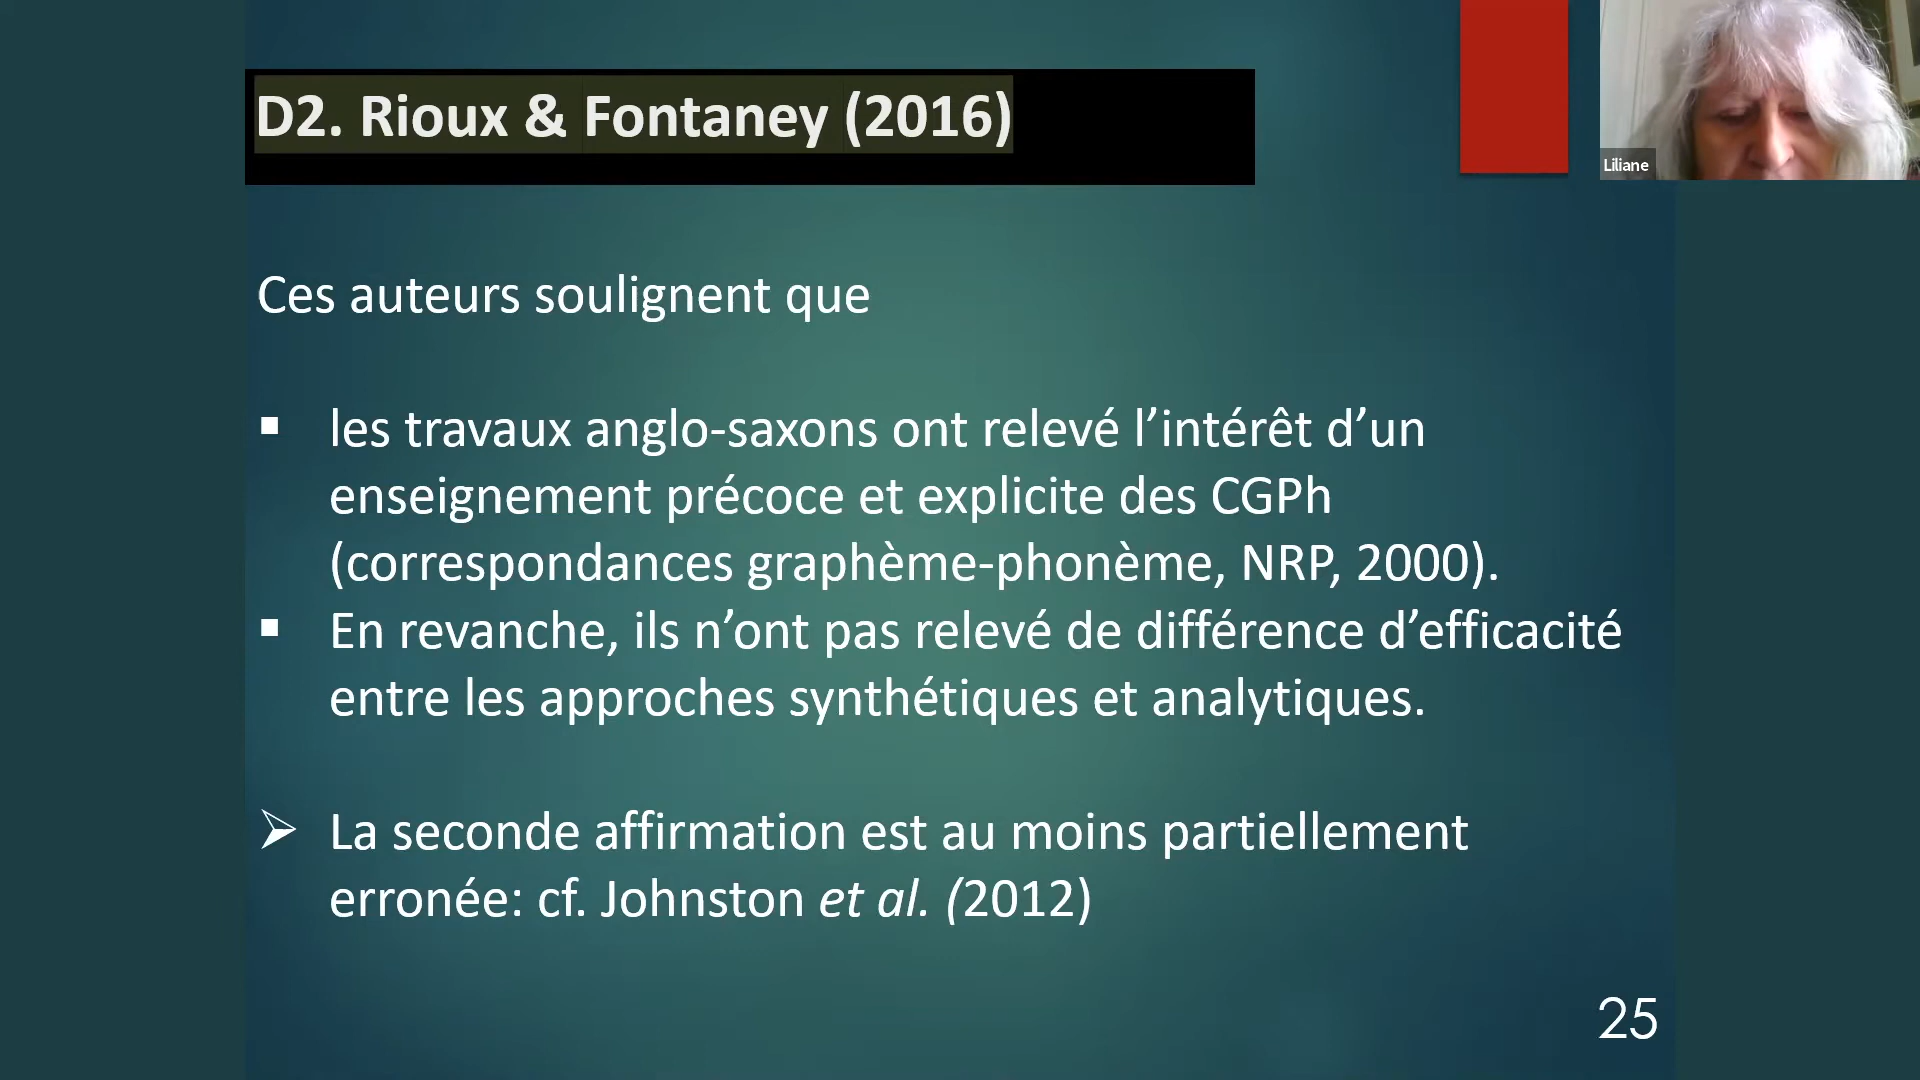 D2. Rioux & Fontaney (2016)
Liliane
Ces auteurs soulignent que
▪ les travaux anglo-saxons ont relevé l’intérêt d’un
enseignement précoce et explicite des CGPh
(correspondances graphème-phonème, NRP, 2000).
▪ En revanche, ils n’ont pas relevé de différence d’efficacité
entre les approches synthétiques et analytiques.
➢ La seconde affirmation est au moins partiellement
erronée: cf. Johnston et al. (2012)
25